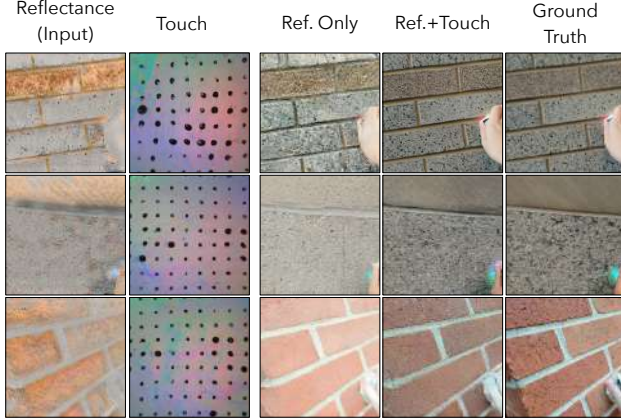 Reflectance
(Input)
Touch
Ref. Only
Ref.+Touch
Ground
Truth